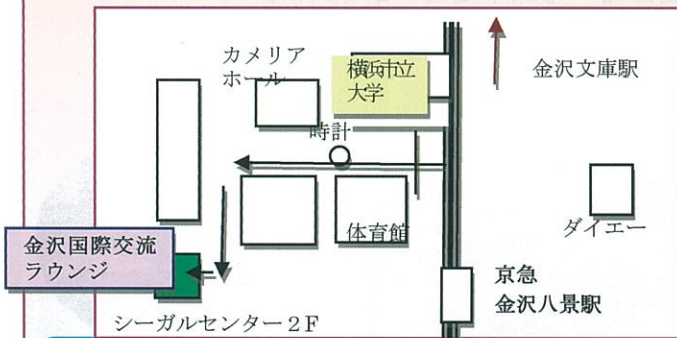 カメリア
ホール
横浜市立
大学
金沢文庫駅
時計
体育館
ダイエー
金沢国際交流
ラウンジ
京急
金沢八景駅
シーガルセンター２F